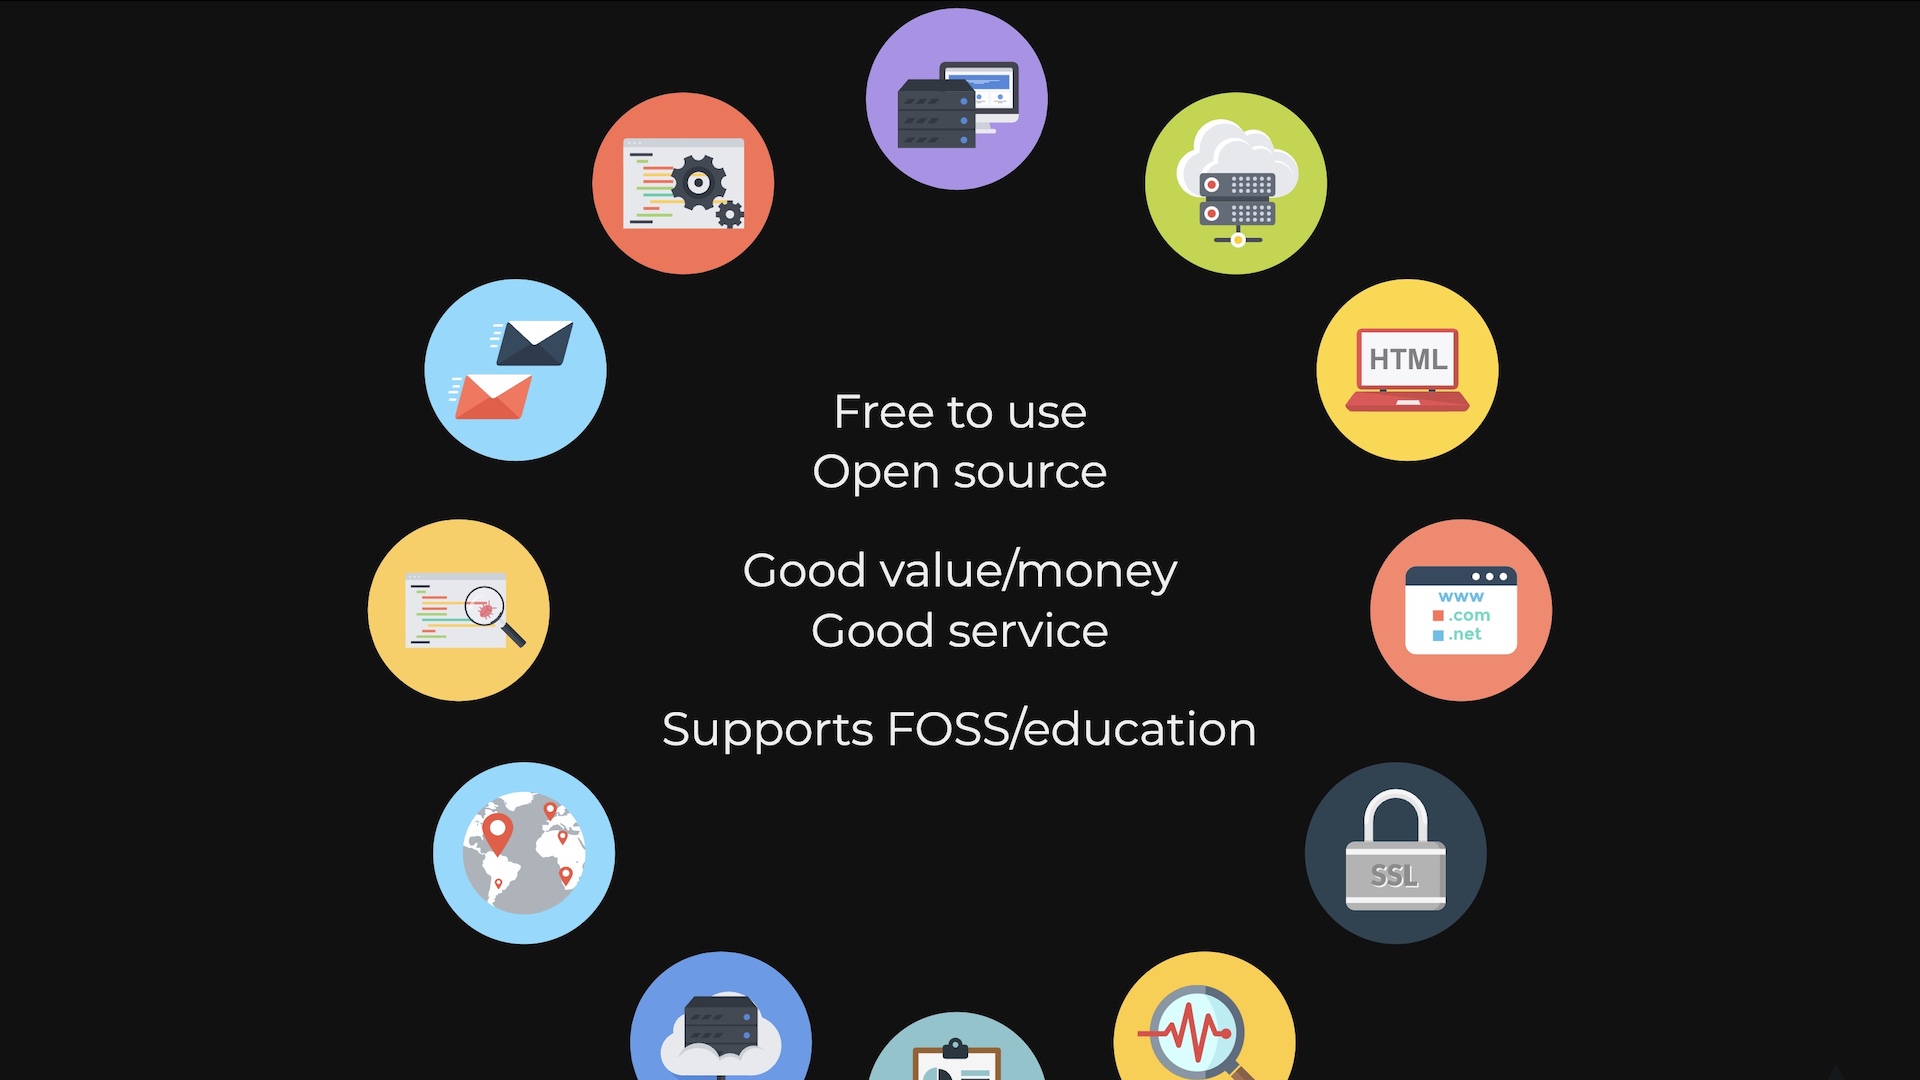 HTML
Free to use
Open source
Good value/money
Good service
www
.com
.net
Supports FOSS/education
SSL